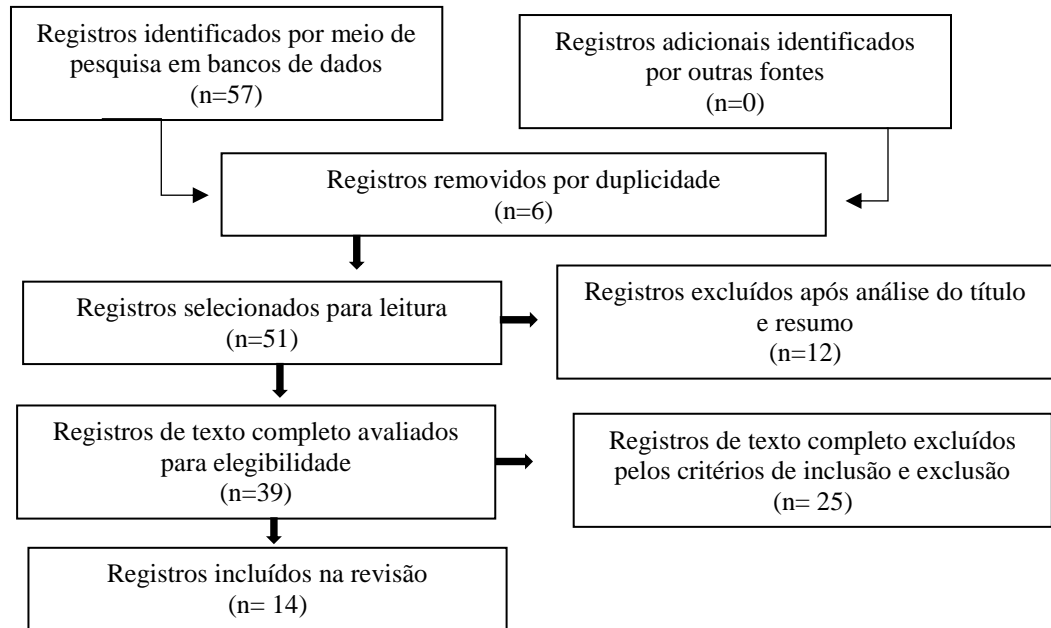 Registros identificados por meio de
pesquisa em bancos de dados
(n=57)
Registros adicionais identificados
por outras fontes
(n=0)
Registros removidos por duplicidade
(n=6)
Registros selecionados para leitura
(n=51)
Registros excluídos após análise do título
e resumo
(n=12)
Registros de texto completo avaliados
para elegibilidade
(n=39)
Registros de texto completo excluídos
pelos critérios de inclusão e exclusão
(n= 25)
Registros incluídos na revisão
(n= 14)